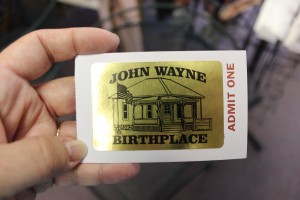 JOHN WAYNE
BIRTHPLACE
ADMIT ONE